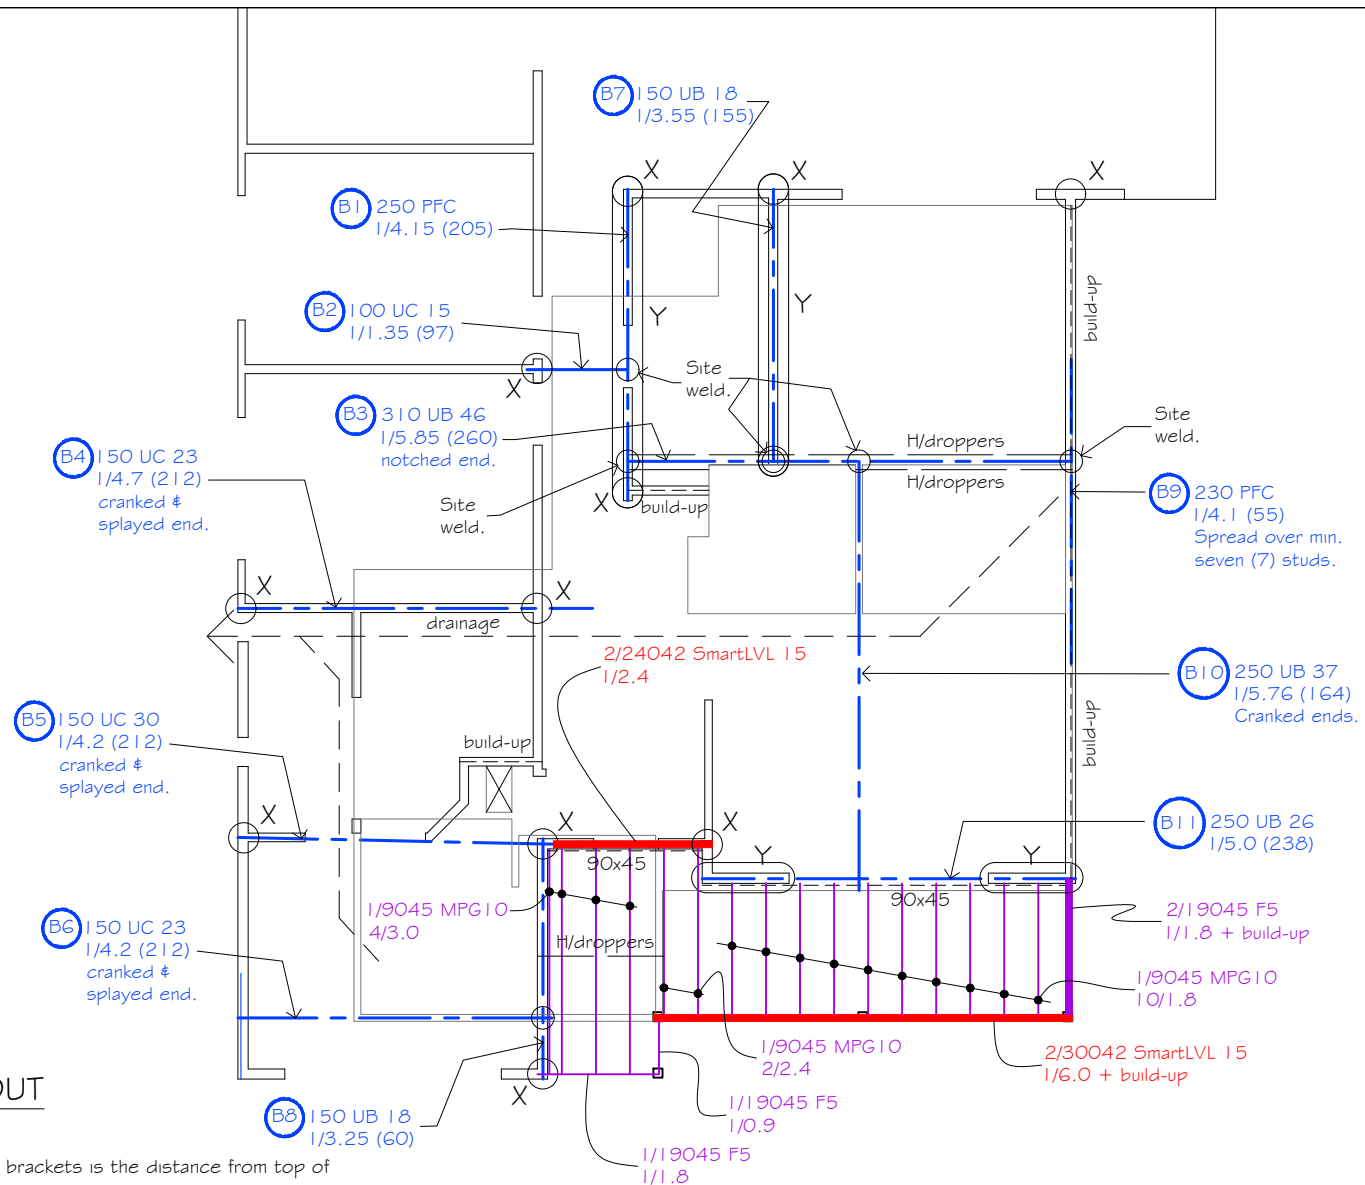 B7 150 UB 18
1/3.55 (155)
X
X
X
B1 250 PFC
1/4.15 (205)
build-up
B2 100 UC 15
1/1.35 (97)
Y
Y
X
Site
weld.
B3 310 UB 46
1/5.85 (260)
notched end.
Site
weld.
H/droppers
H/droppers
B4 150 UC 23
1/4.7 (212)
cranked &
splayed end.
Site
weld.
X
build-up
B9 230 PFC
1/4.1 (55)
Spread over min.
seven (7) studs.
X
X
drainage
2/24042 SmartLVL 15
1/2.4
B10 250 UB 37
1/5.76 (164)
Cranked ends.
build-up
B5 150 UC 30
1/4.2 (212)
cranked &
splayed end.
build-up
X
X
X
B11 250 UB 26
1/5.0 (238)
Y
Y
90x45
90x45
1/9045 MPG10
4/3.0
2/19045 F5
1/1.8 + build-up
B6 150 UC 23
1/4.2 (212)
cranked &
splayed end.
H/droppers
1/9045 MPG10
10/1.8
1/9045 MPG10
2/2.4
2/30042 SmartLVL 15
1/6.0 + build-up
OUT
X
B8 150 UB 18
1/3.25 (60)
1/19045 F5
1/0.9
1/19045 F5
1/1.8
brackets is the distance from top of